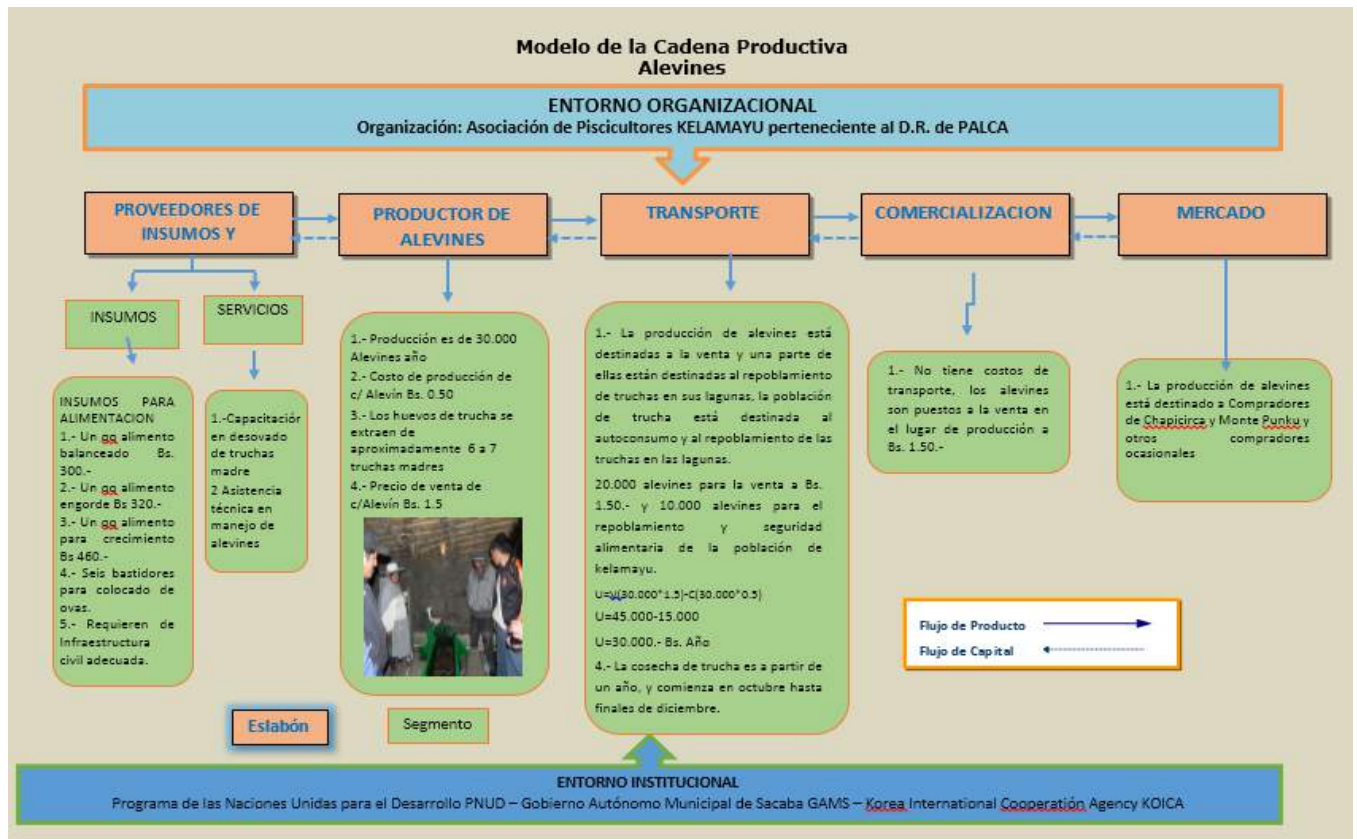 Modelo de la Cadena Productiva
Alevines
ENTORNO ORGANIZACIONAL
Organización: Asociación de Piscicultores KELAMAYU perteneciente al D.R. de PALCA
PROVEEDORES DE
INSUMOS Y
PRODUCTOR DE
ALEVINES
TRANSPORTE
COMERCIALIZACION
MERCADO
INSUMOS
SERVICIOS
INSUMOS PARA
ALIMENTACION
1.- Un qq alimento
balanceado Bs.
300.-
2.- Un qq alimento
engorde Bs 320.-
3.- Un qq alimento
para crecimiento
Bs 460.-
4.- Seis bastidores
para colocado de
ovas.
5.- Requieren de
Infraestructura
civil adecuada.
1.-Capacitación
en desovado de
truchas madre
2 Asistencia
técnica en
manejo de
alevines
1.- Producción es de 30.000
Alevines año
2.- Costo de producción de
c/ Alevín Bs. 0.50
3.- Los huevos de trucha se
extraen de
aproximadamente 6 a 7
truchas madres
4.- Precio de venta de
c/Alevín Bs. 1.5
1.- La producción de alevines está
destinadas a la venta y una parte de
ellas están destinadas al repoblamiento
de truchas en sus lagunas, la población
de trucha está destinada al
autoconsumo y al repoblamiento de las
truchas en las lagunas.
20.000 alevines para la venta a Bs.
1.50.- y 10.000 alevines para el
repoblamiento y seguridad
alimentaria de la población de
kelamayu.
U=V(30.000*1.5)-C(30.000*0.5)
U=45.000-15.000
U=30.000.- Bs. Año
4.- La cosecha de trucha es a partir de
un año, y comienza en octubre hasta
finales de diciembre.
1.- No tiene costos de
transporte, los alevines
son puestos a la venta en
el lugar de producción a
Bs. 1.50.-
1.- La producción de alevines
está destinado a Compradores
de Chapicirca y Monte Punku y
otros compradores
ocasionales
Flujo de Producto
Flujo de Capital
Eslabón
Segmento
ENTORNO INSTITUCIONAL
Programa de las Naciones Unidas para el Desarrollo PNUD – Gobierno Autónomo Municipal de Sacaba GAMS – Korea International Cooperatión Agency KOICA